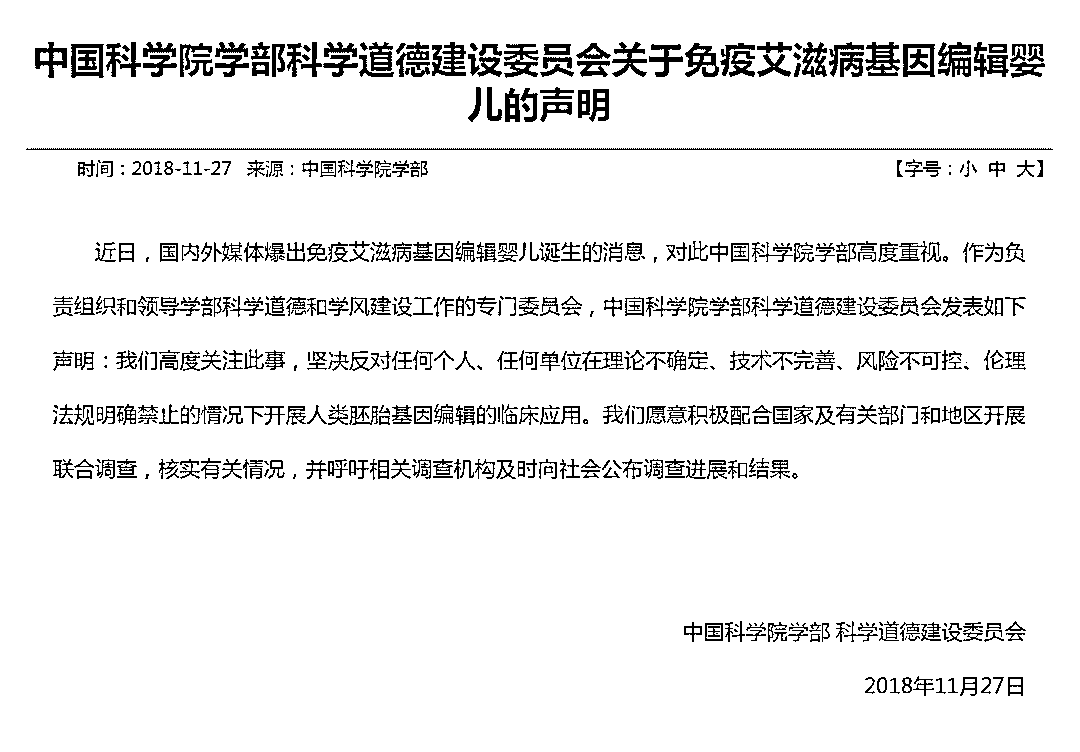 中国科学院学部科学道德建设委员会关于免疫艾滋病基因编辑婴
儿的声明
时间：2018-11-27 来源：中国科学院学部 【字号：小 中 大】
近日，国内外媒体爆出免疫艾滋病基因编辑婴儿诞生的消息，对此中国科学院学部高度重视。作为负
责组织和领导学部科学道德和学风建设工作的专门委员会，中国科学院学部科学道德建设委员会发表如下
声明：我们高度关注此事，坚决反对任何个人、任何单位在理论不确定、技术不完善、风险不可控、伦理
法规明确禁止的情况下开展人类胚胎基因编辑的临床应用。我们愿意积极配合国家及有关部门和地区开展
联合调查，核实有关情况，并呼吁相关调查机构及时向社会公布调查进展和结果。
中国科学院学部 科学道德建设委员会
2018年11月27日